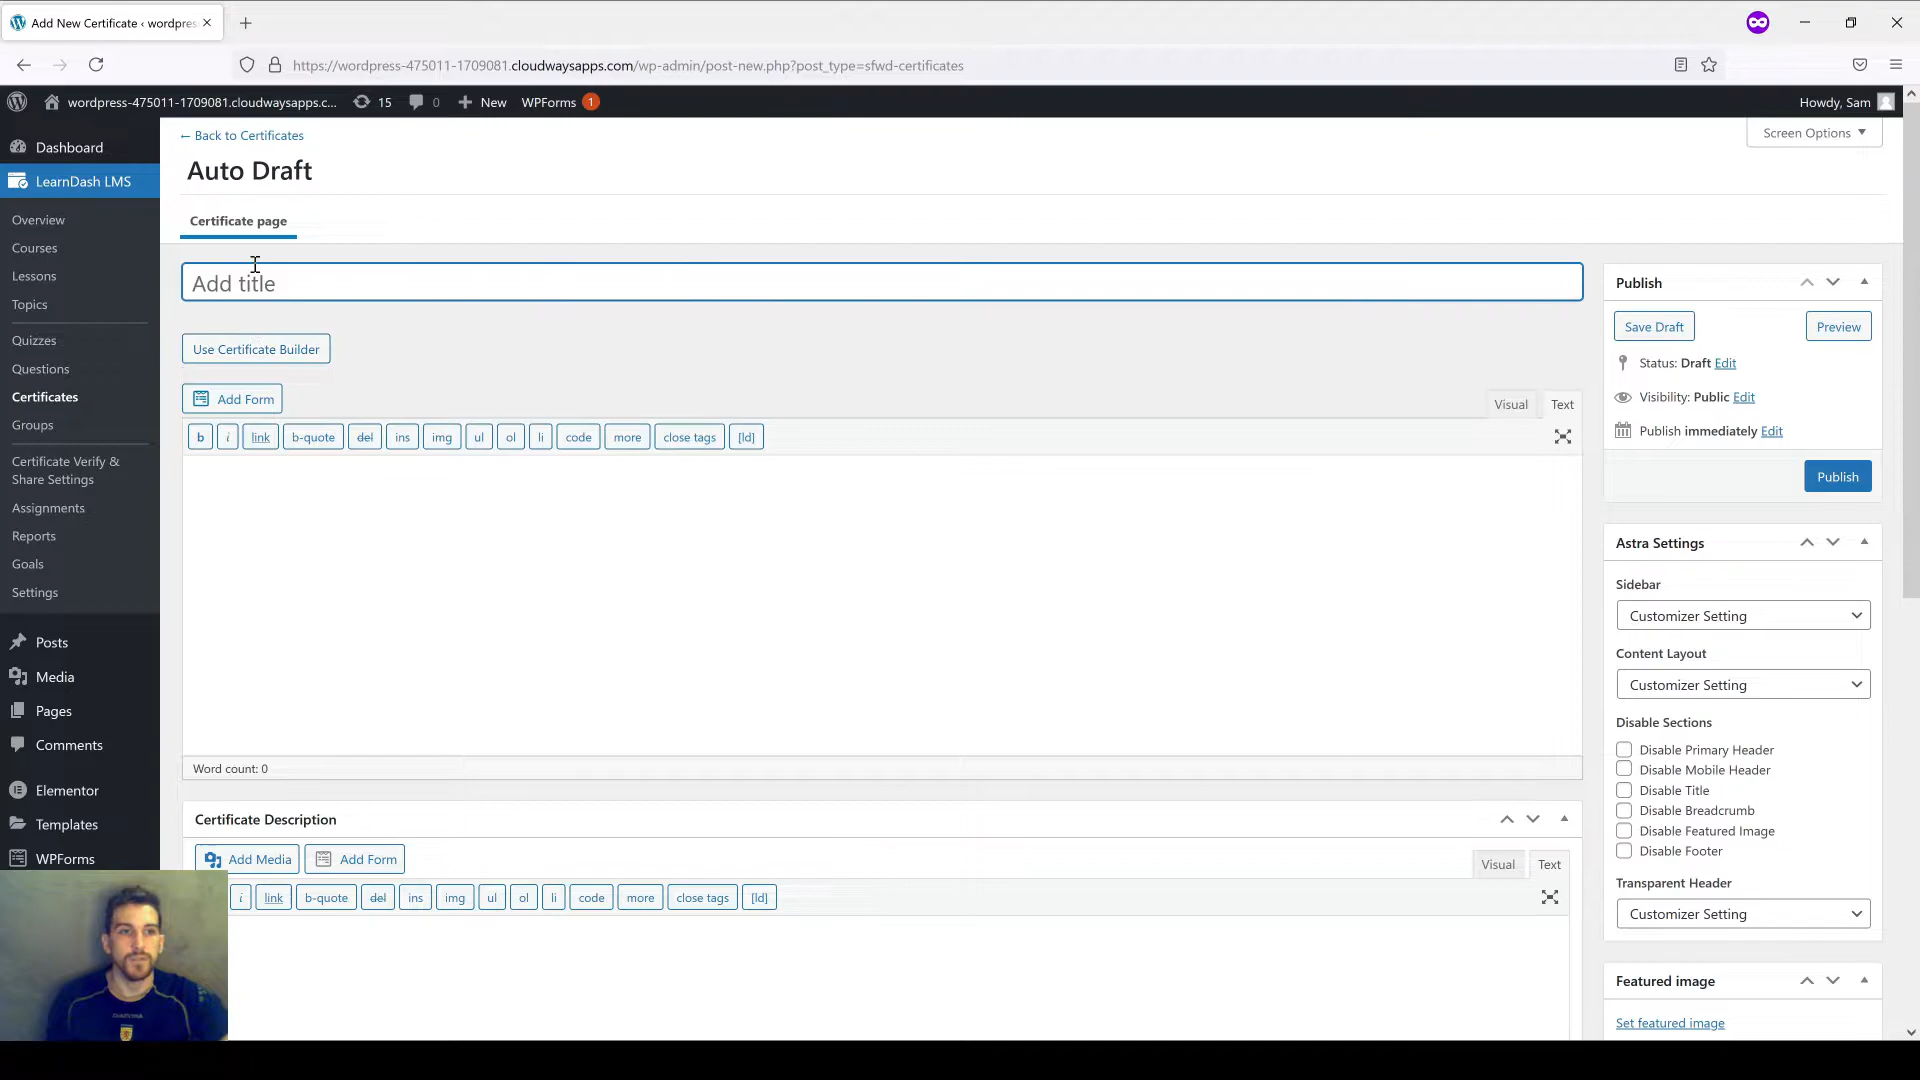 Add New Certificate ‹ wordpres
https://wordpress-475011-1709081.cloudwaysapps.com/wp-admin/post-new.php?post_type=sfwd-certificates
wordpress-475011-1709081.cloudwaysapps.c...
15
0
New
WPForms
1
Howdy, Sam
Dashboard
LearnDash LMS
Overview
Courses
Lessons
Topics
Quizzes
Questions
Certificates
Groups
Certificate Verify &
Share Settings
Assignments
Reports
Goals
Settings
Posts
Media
Pages
Comments
Elementor
Templates
WPForms
← Back to Certificates
Screen Options
Auto Draft
Certificate page
Add title
Use Certificate Builder
Add Form
Visual
Text
b
i
link
b-quote
del
ins
img
ul
ol
li
code
more
close tags
[ld]
Word count: 0
Certificate Description
Add Media
Add Form
Visual
Text
i
link
b-quote
del
ins
img
ul
ol
li
code
more
close tags
[ld]
Publish
Save Draft
Preview
Status: Draft Edit
Visibility: Public Edit
Publish immediately Edit
Publish
Astra Settings
Sidebar
Customizer Setting
Content Layout
Customizer Setting
Disable Sections
Disable Primary Header
Disable Mobile Header
Disable Title
Disable Breadcrumb
Disable Featured Image
Disable Footer
Transparent Header
Customizer Setting
Featured image
Set featured image
DIADORA